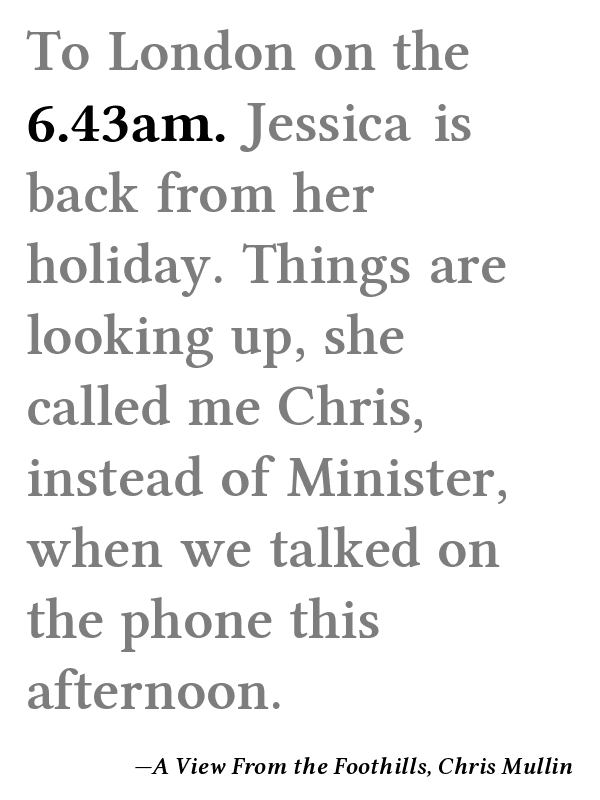 To London on the
6.43am. Jessica is
back from her
holiday. Things are
looking up, she
called me Chris,
instead of Minister,
when we talked on
the phone this
afternoon.
—A View From the Foothills, Chris Mullin